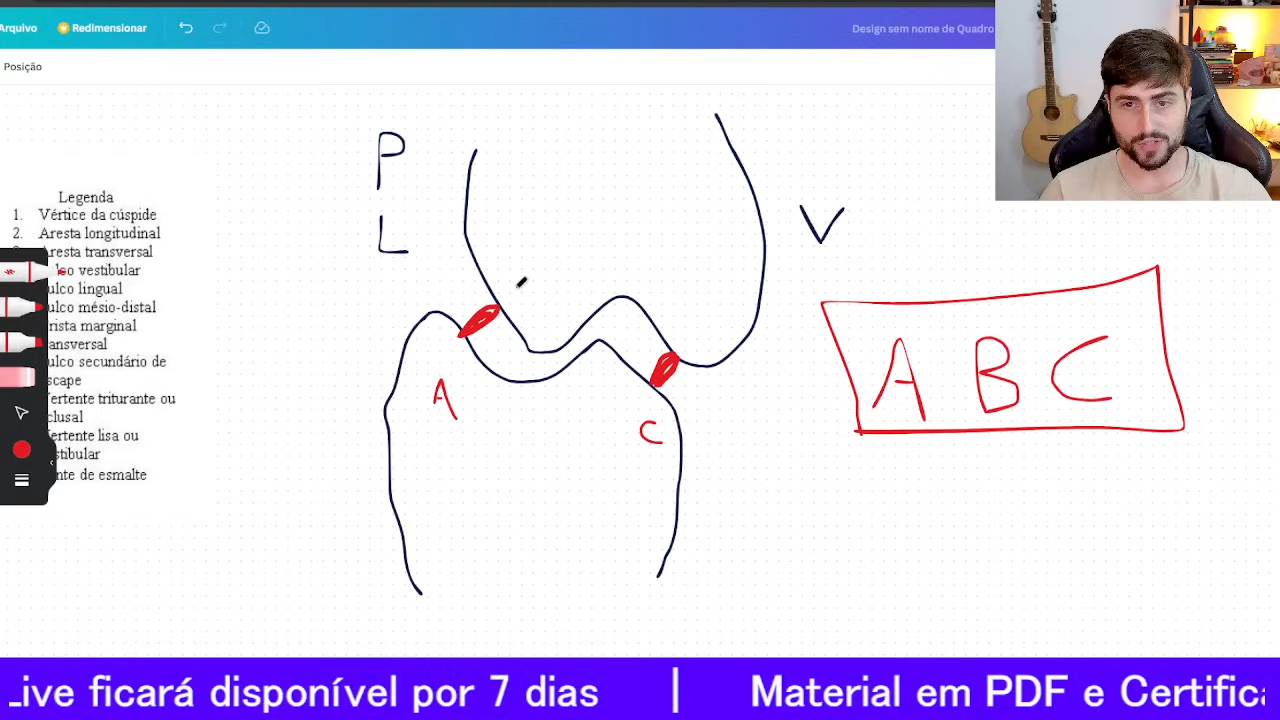 Arquivo
Redimensionar
Design sem nome de Quadro
Posição
P
L
V
Legenda
1. Vértice da cúspide
2. Aresta longitudinal
Aresta transversal
vestibular
ulco lingual
ulco mésio-distal
rista marginal
ansversal
ulco secundário de
scape
ertente triturante ou
clusal
ertente lisa ou
stibular
nte de esmalte
A
C
A B C
Live ficará disponível por 7 dias | Material em PDF e Certifica